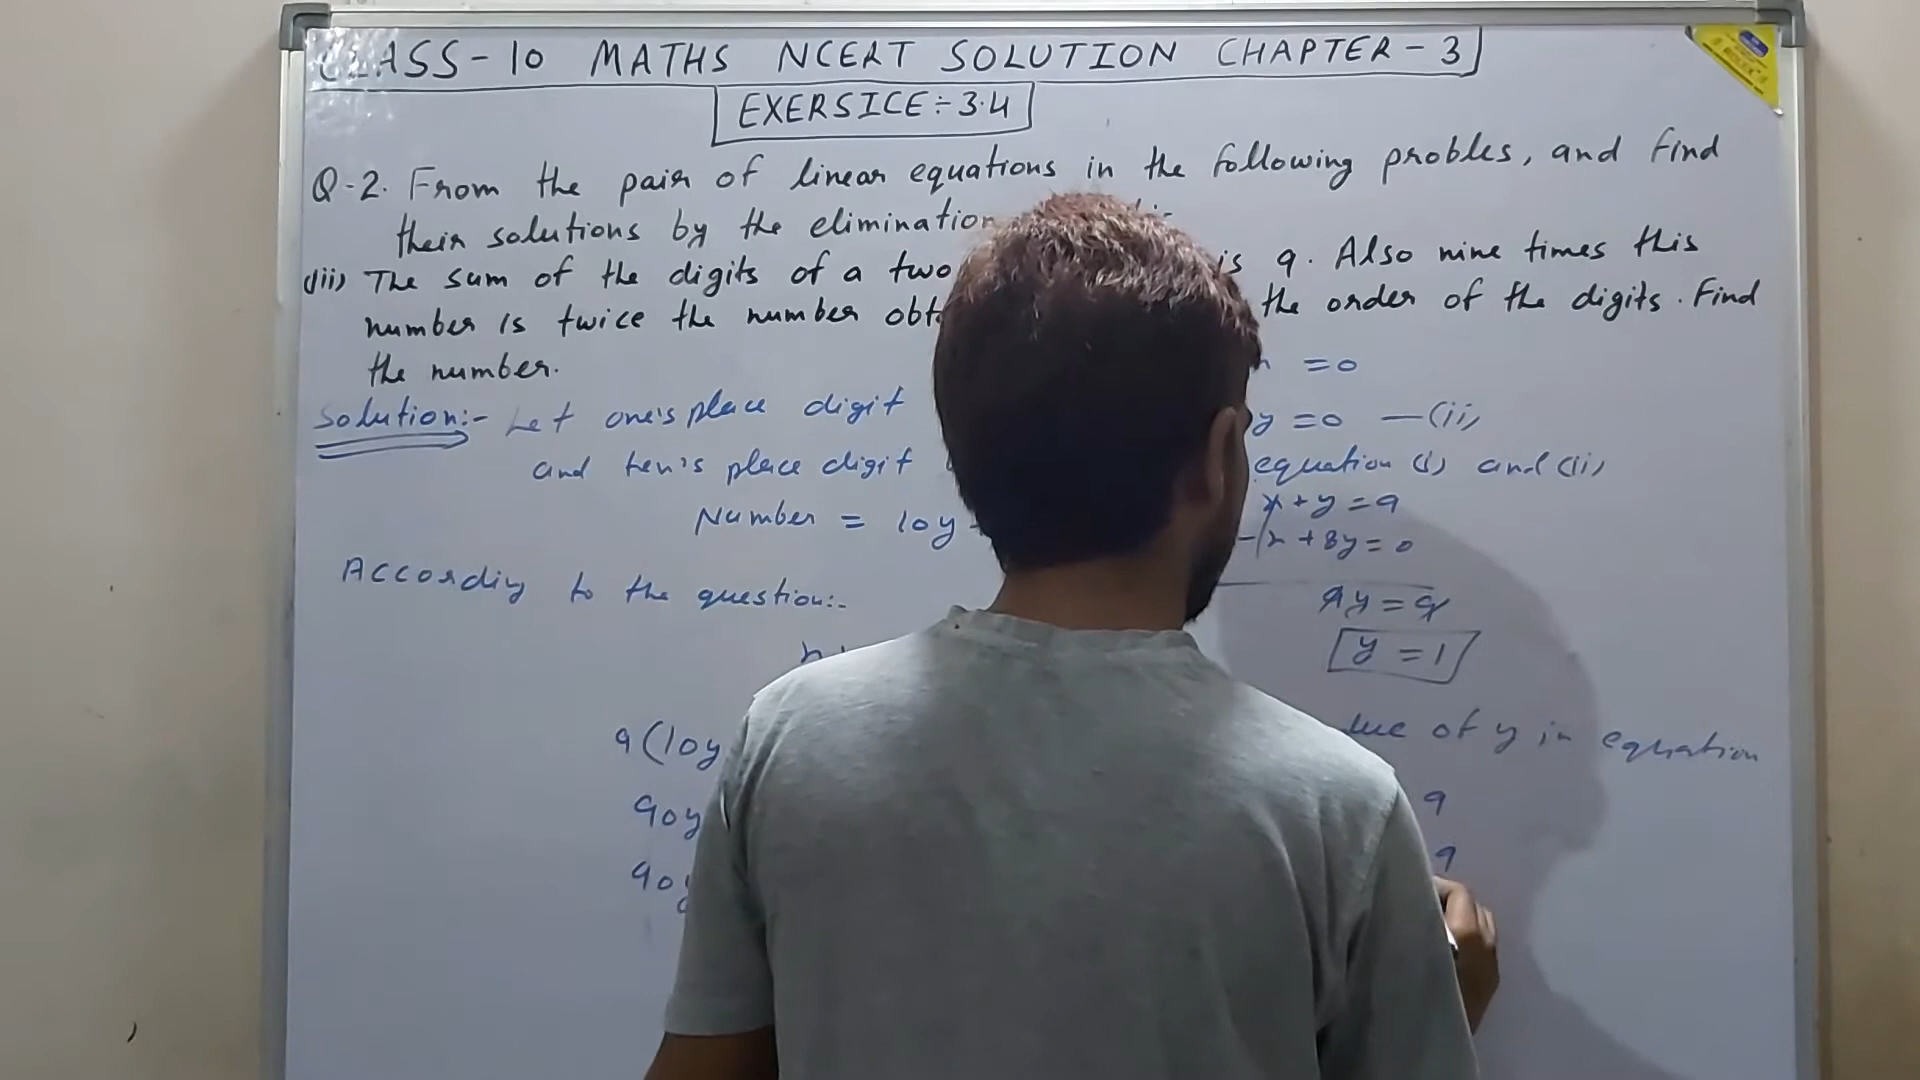 CLASS-10 MATHS NCERT SOLUTION CHAPTER-3
EXERSICE÷3.4
Q-2. From the pair of linear equations in the following probles, and find
their solutions by the elimination
(iii) The sum of the digits of a two is 9. Also nine times this
number is twice the number the order of the digits. Find
the number.
Solution:- Let one's place digit
and ten's place digit
Number = 10y
According to the question:-
9(10y
90y
90y
=0
y =0 —(ii)
equation (i) and (ii)
x+y=9
-x+8y=0
9y=9
y=1
of y in equation
9
9